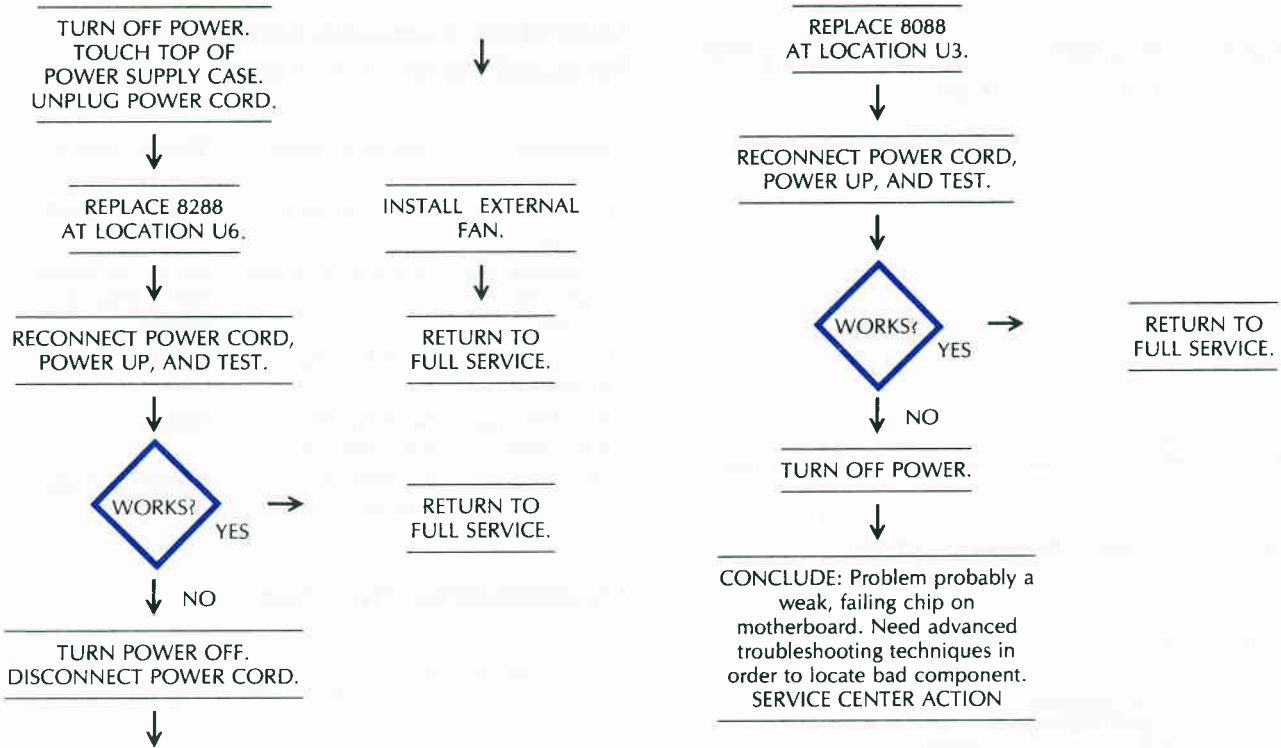 TURN OFF POWER.
TOUCH TOP OF
POWER SUPPLY CASE.
UNPLUG POWER CORD.
REPLACE 8288
AT LOCATION U6.
RECONNECT POWER CORD,
POWER UP, AND TEST.
WORKS?
YES
NO
TURN POWER OFF.
DISCONNECT POWER CORD.
INSTALL EXTERNAL
FAN.
RETURN TO
FULL SERVICE.
RETURN TO
FULL SERVICE.
REPLACE 8088
AT LOCATION U3.
RECONNECT POWER CORD,
POWER UP, AND TEST.
WORKS?
YES
RETURN TO
FULL SERVICE.
NO
TURN OFF POWER.
CONCLUDE: Problem probably a
weak, failing chip on
motherboard. Need advanced
troubleshooting techniques in
order to locate bad component.
SERVICE CENTER ACTION